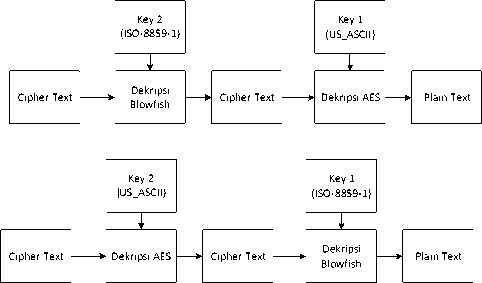 Key 2
(ISO-8859-1)
Key 1
(US_ASCII)
Cipher Text
Dekripsi
Blowfish
Cipher Text
Dekripsi AES
Plain Text
Key 2
(US_ASCII)
Key 1
(ISO-8859-1)
Cipher Text
Dekripsi AES
Cipher Text
Dekripsi
Blowfish
Plain Text